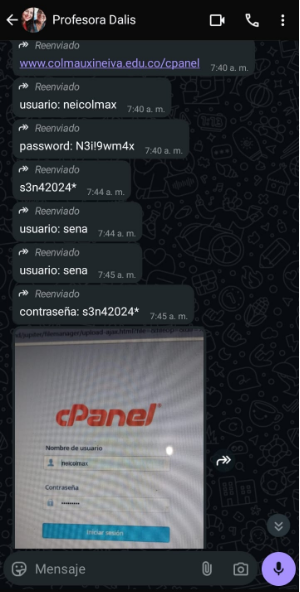 Profesora Dalis
Reenviado
www.colmauxineiva.edu.co/cpanel 7:40 a. m.
Reenviado
usuario: neicolmax 7:40 a. m.
Reenviado
password: N3i!9wm4x 7:40 a. m.
Reenviado
s3n42024* 7:44 a. m.
Reenviado
usuario: sena 7:44 a. m.
Reenviado
usuario: sena 7:45 a. m.
Reenviado
contraseña: s3n42024* 7:45 a. m.
cPanel
Nombre de usuario
Contraseña
Iniciar sesión
Mensaje